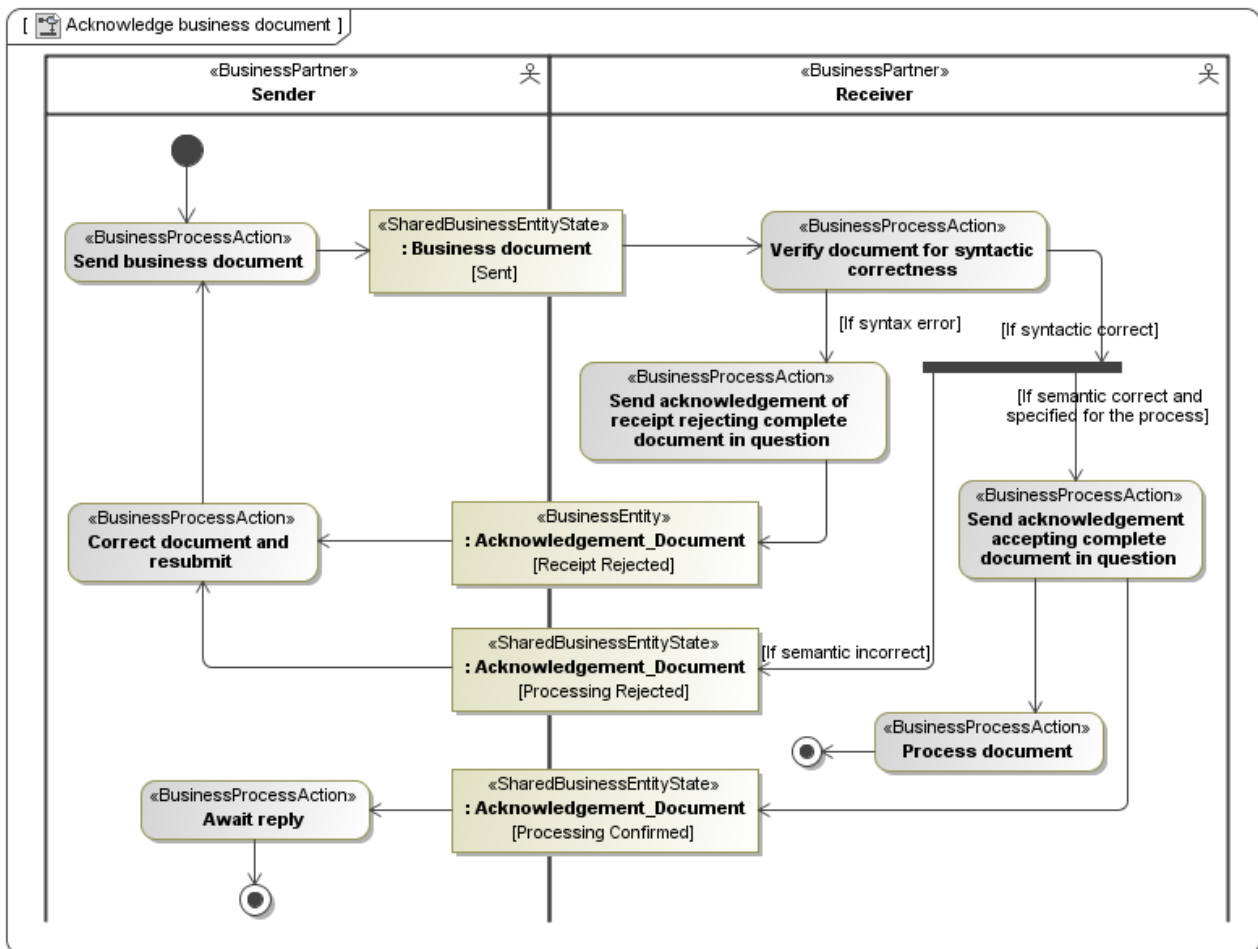 [ Acknowledge business document ]
«BusinessPartner»
Sender
«BusinessPartner»
Receiver
«BusinessProcessAction»
Send business document
«SharedBusinessEntityState»
: Business document
[Sent]
«BusinessProcessAction»
Verify document for syntactic
correctness
[If syntax error]
[If syntactic correct]
«BusinessProcessAction»
Send acknowledgement of
receipt rejecting complete
document in question
[If semantic correct and
specified for the process]
«BusinessProcessAction»
Correct document and
resubmit
«BusinessEntity»
: Acknowledgement_Document
[Receipt Rejected]
«BusinessProcessAction»
Send acknowledgement
accepting complete
document in question
«SharedBusinessEntityState»
: Acknowledgement_Document
[Processing Rejected]
[If semantic incorrect]
«BusinessProcessAction»
Process document
«BusinessProcessAction»
Await reply
«SharedBusinessEntityState»
: Acknowledgement_Document
[Processing Confirmed]